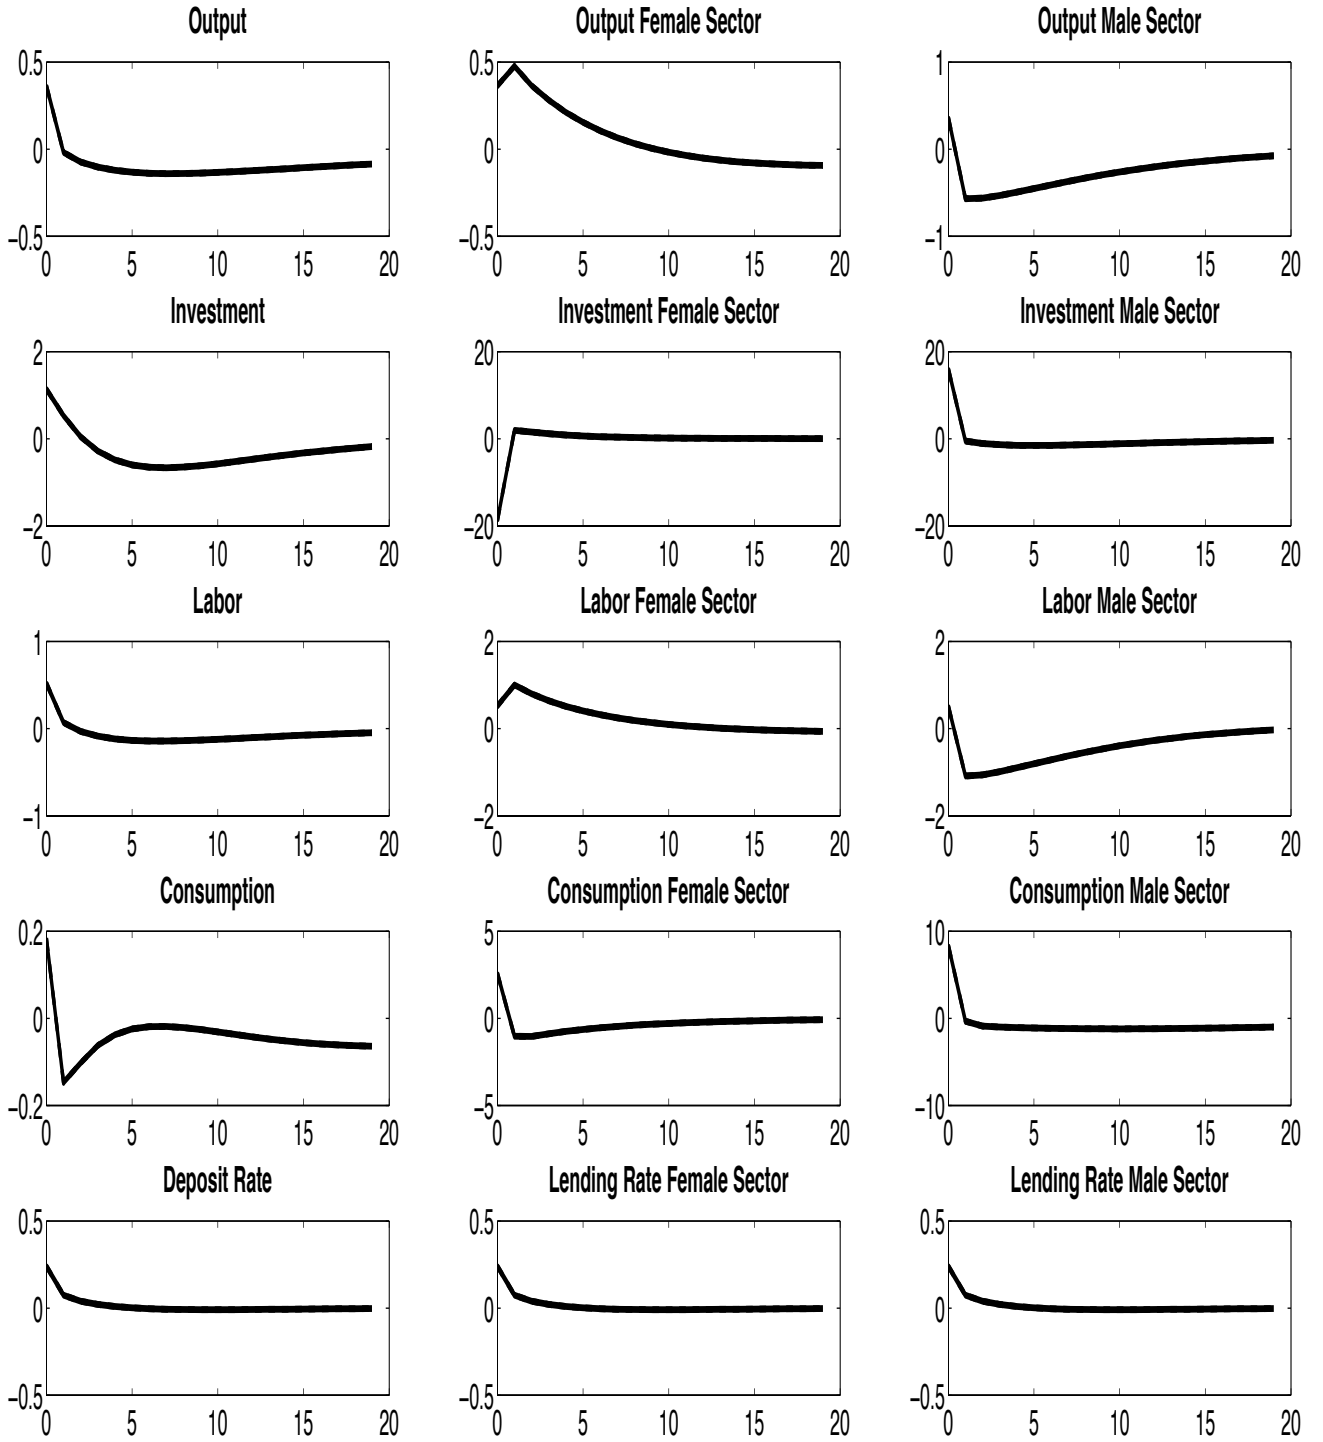 Output Output Female Sector Output Male Sector
0.5 0.5 1
0 0 0
−0.5 −0.5 −1
0 5 10 15 20 0 5 10 15 20 0 5 10 15 20
Investment Investment Female Sector Investment Male Sector
2 20 20
0 0 0
−2 −20 −20
0 5 10 15 20 0 5 10 15 20 0 5 10 15 20
Labor Labor Female Sector Labor Male Sector
1 2 2
0 0 0
−1 −2 −2
0 5 10 15 20 0 5 10 15 20 0 5 10 15 20
Consumption Consumption Female Sector Consumption Male Sector
0.2 5 10
0 0 0
−0.2 −5 −10
0 5 10 15 20 0 5 10 15 20 0 5 10 15 20
Deposit Rate Lending Rate Female Sector Lending Rate Male Sector
0.5 0.5 0.5
0 0 0
−0.5 −0.5 −0.5
0 5 10 15 20 0 5 10 15 20 0 5 10 15 20